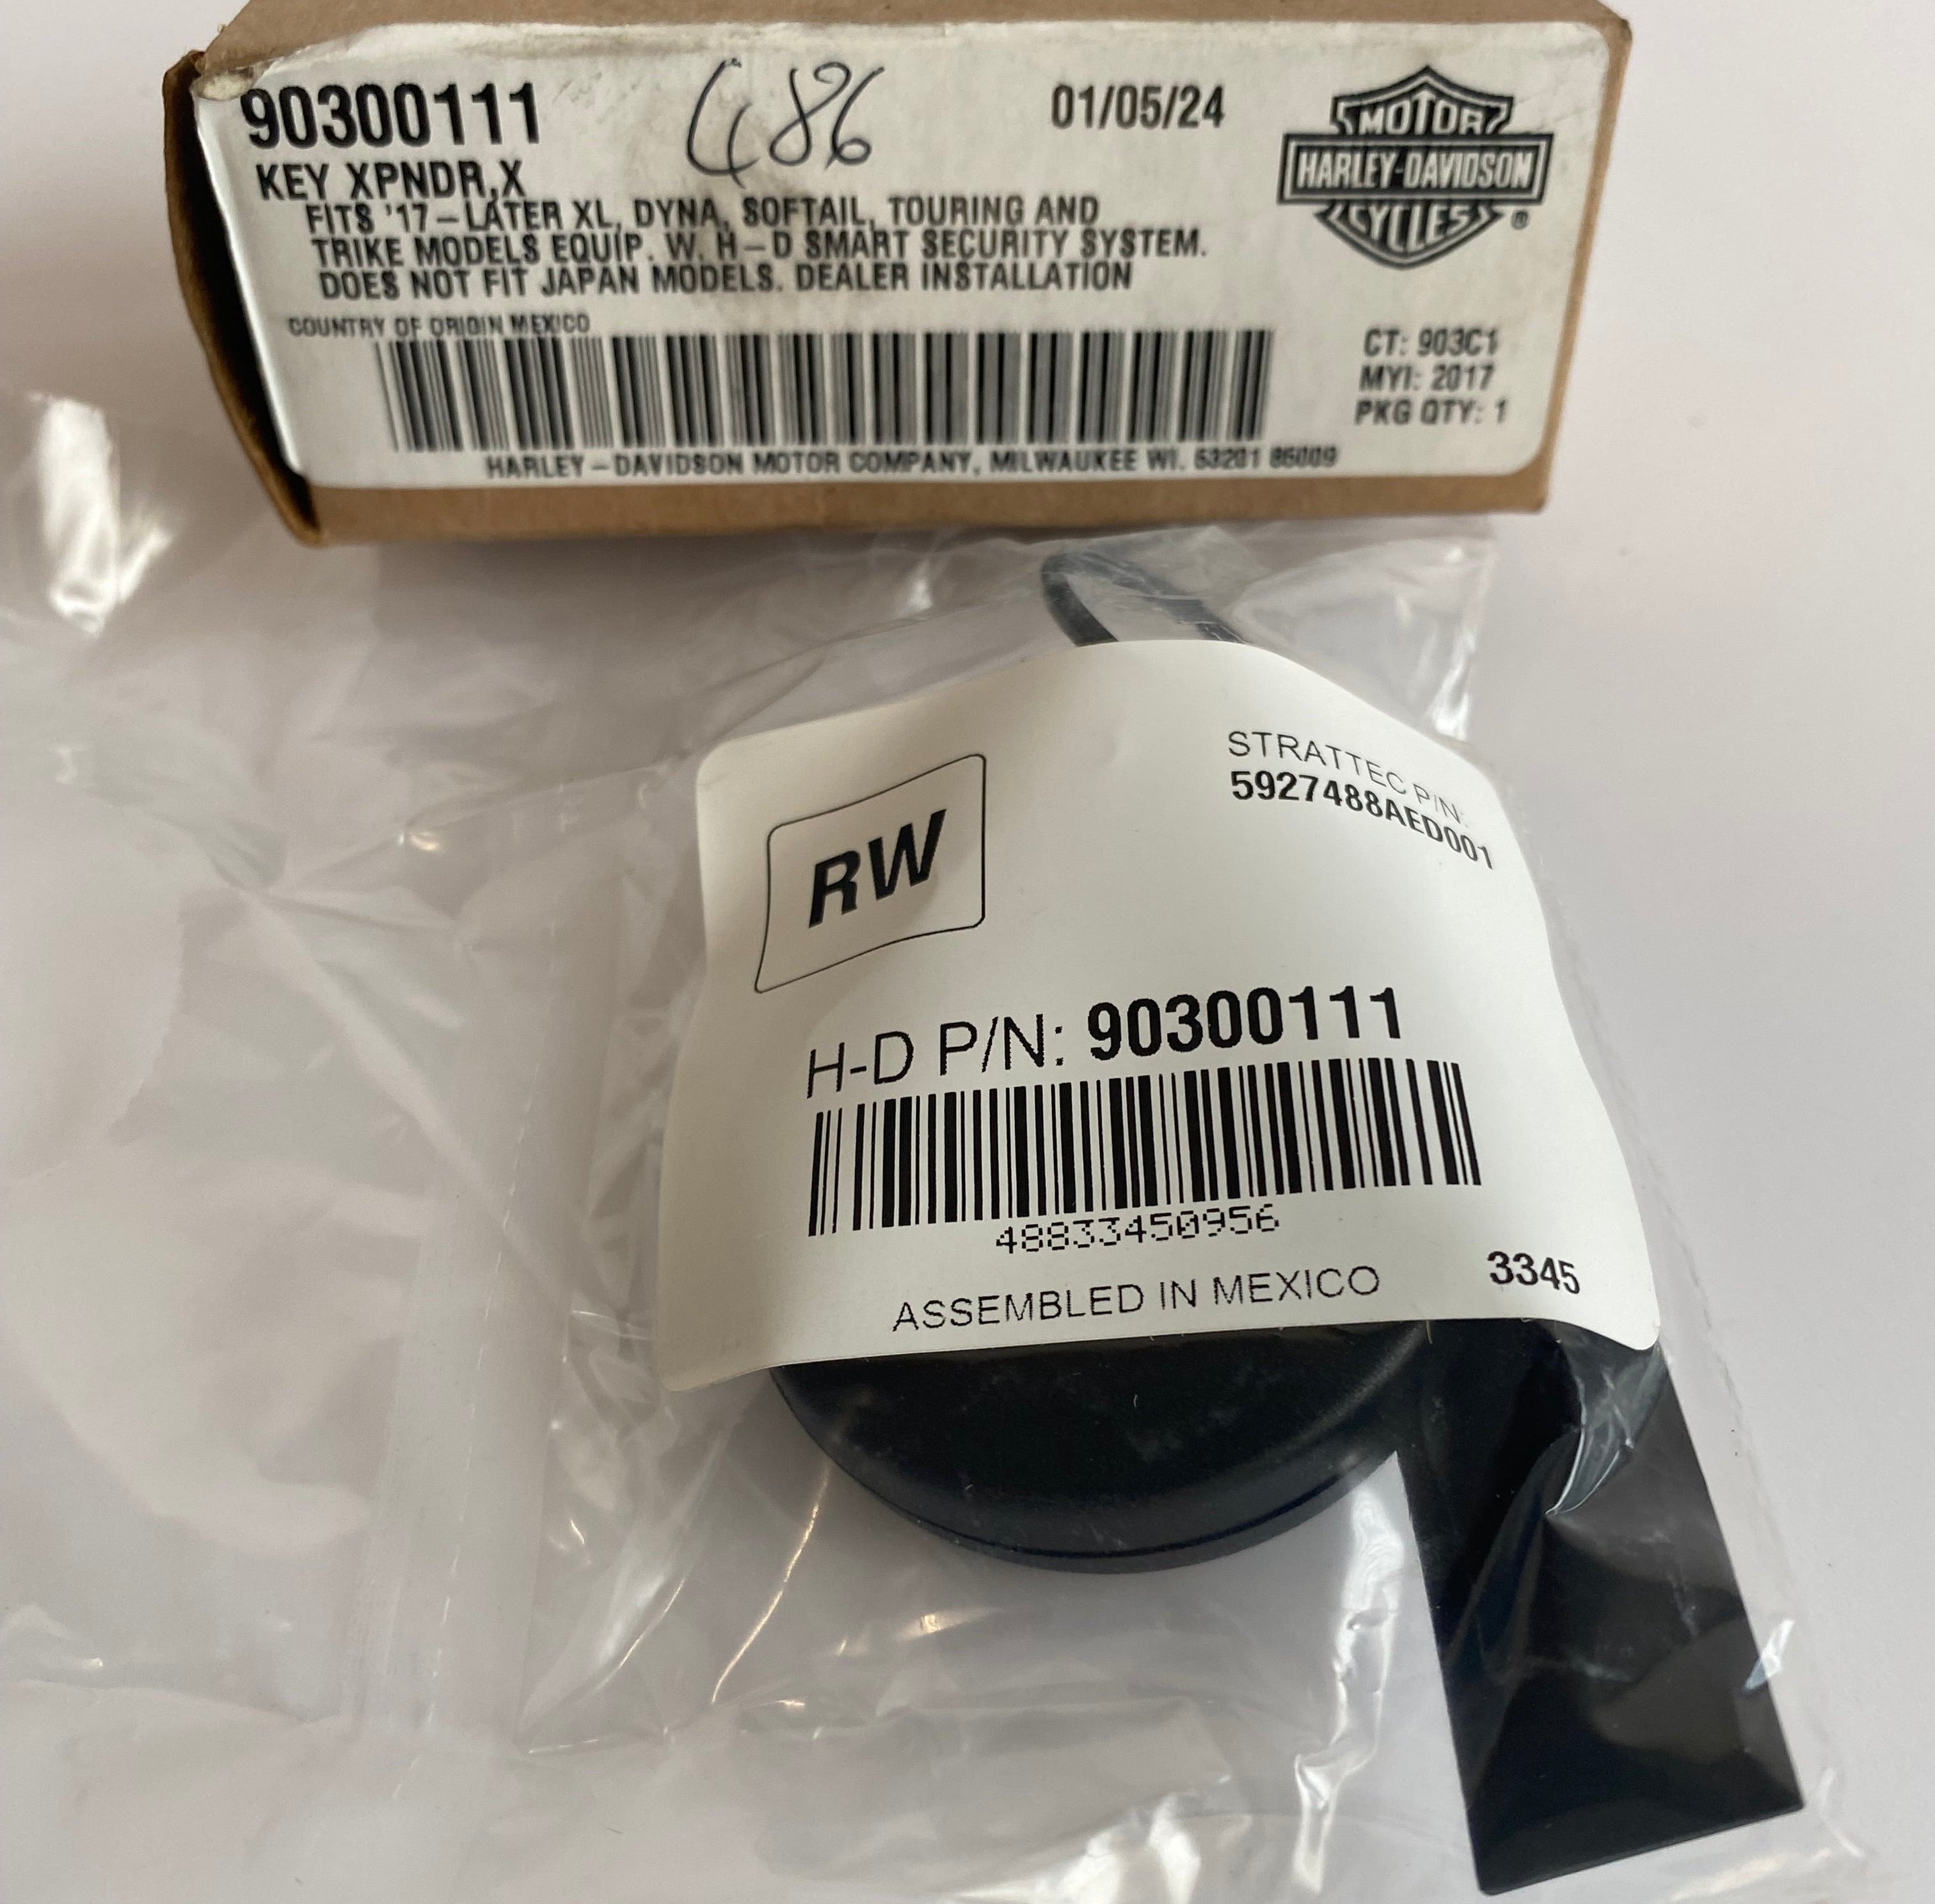 90300111
486
01/05/24
KEY XPNDR,X
FITS '17-LATER XL, DYNA, SOFTAIL, TOURING AND
TRIKE MODELS EQUIP. W. H-D SMART SECURITY SYSTEM.
DOES NOT FIT JAPAN MODELS. DEALER INSTALLATION
COUNTRY OF ORIGIN MEXICO
MOTOR
HARLEY-DAVIDSON
CYCLES®
CT: 903C1
MYI: 2017
PKG QTY: 1
HARLEY-DAVIDSON MOTOR COMPANY, MILWAUKEE WI. 53201 85009
RW
STRATTEC P/N:
5927488AED001
H-D P/N: 90300111
48833450956
ASSEMBLED IN MEXICO
3345